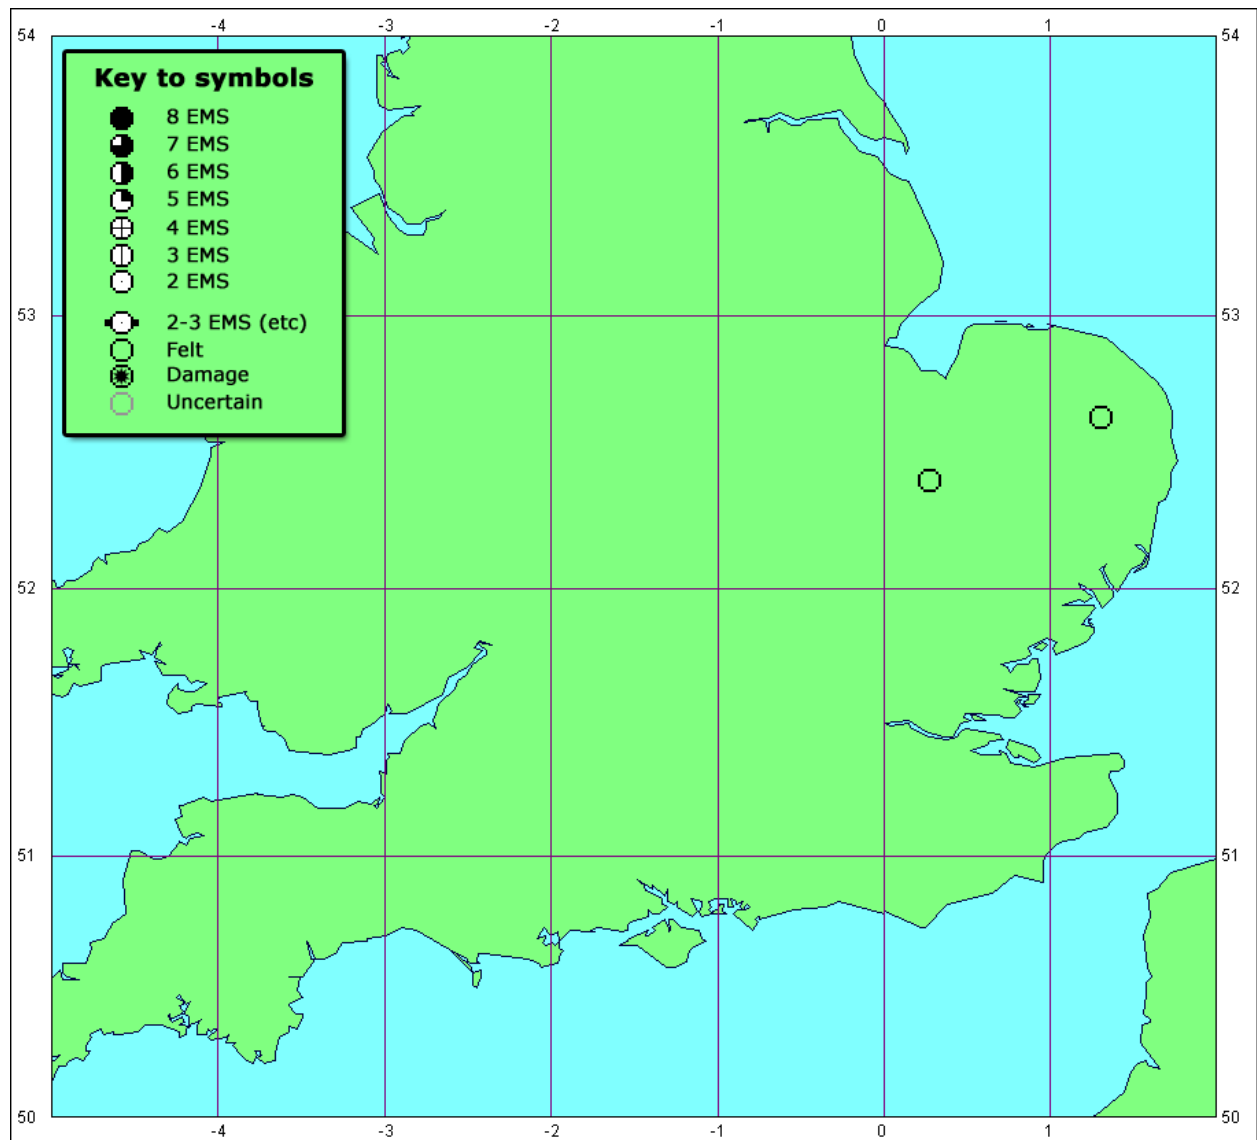 -4 -3 -2 -1 0 1
54 54
Key to symbols
8 EMS
7 EMS
6 EMS
5 EMS
4 EMS
3 EMS
2 EMS
2-3 EMS (etc)
Felt
Damage
Uncertain
53 53
52 52
51 51
50 50
-4 -3 -2 -1 0 1